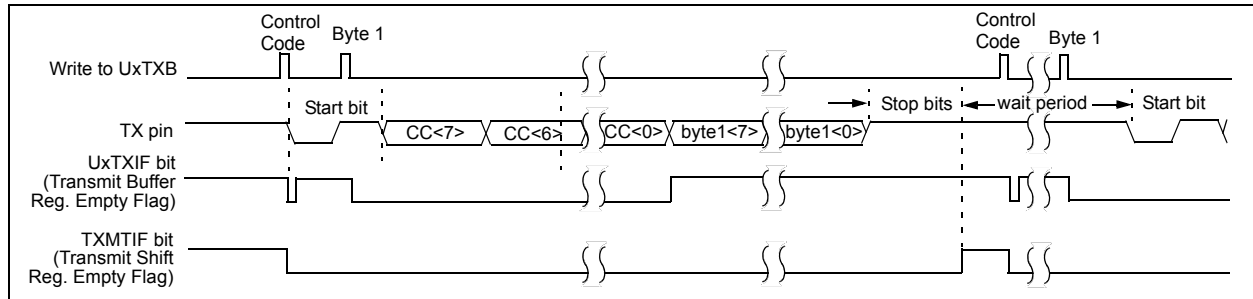 Control
Code
Byte 1
Control
Code
Byte 1
Write to UxTXB
Start bit
Stop bits
wait period
Start bit
TX pin
CC<7>
CC<6>
CC<0>
byte1<7>
byte1<0>
UxTXIF bit
(Transmit Buffer
Reg. Empty Flag)
TXMTIF bit
(Transmit Shift
Reg. Empty Flag)